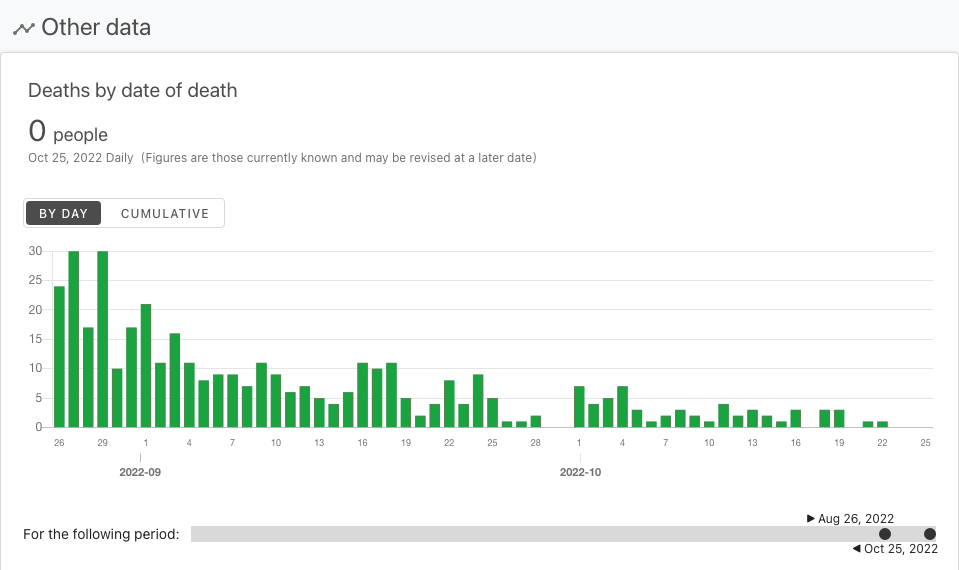 Other data
Deaths by date of death
0 people
Oct 25, 2022 Daily (Figures are those currently known and may be revised at a later date)
BY DAY CUMULATIVE
30
25
20
15
10
5
0
26 29 1 4 7 10 13 16 19 22 25 28 1 4 7 10 13 16 19 22 25
2022-09 2022-10
▶ Aug 26, 2022
For the following period:
◀ Oct 25, 2022